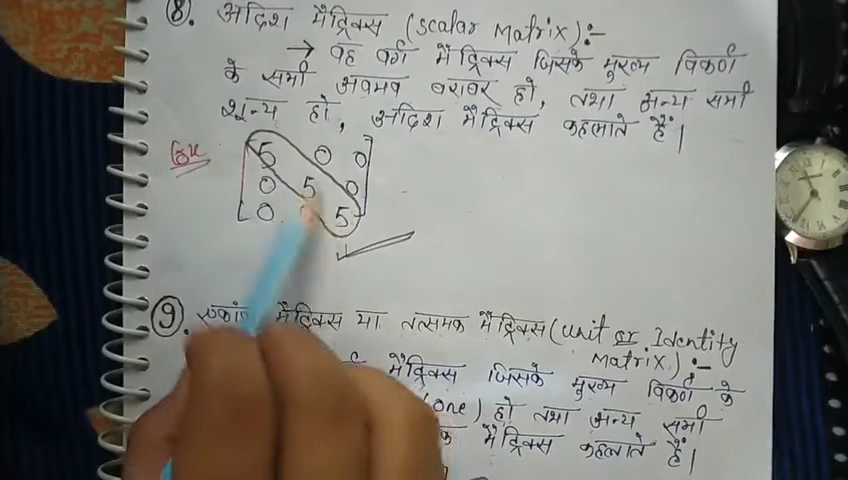 8. अदिश मैट्रिक्स (scalar matrix):-
→ वह वर्ग मैट्रिक्स जिसके मुख्य विकर्ण
के सभी अवयव बराबर हो, तथा अन्य सभी
शून्य हो, अदिश मैट्रिक्स कहलाते हैं।
Ex
5 0 0
0 5 0
0 5
9. एकांक मैट्रिक्स या तत्समक मैट्रिक्स (unit or Identity
matrix):-
मैट्रिक्स जिसके मुख्य विकर्ण के
(one) हो तथा अन्य सभी
मैट्रिक्स कहलाते हैं।